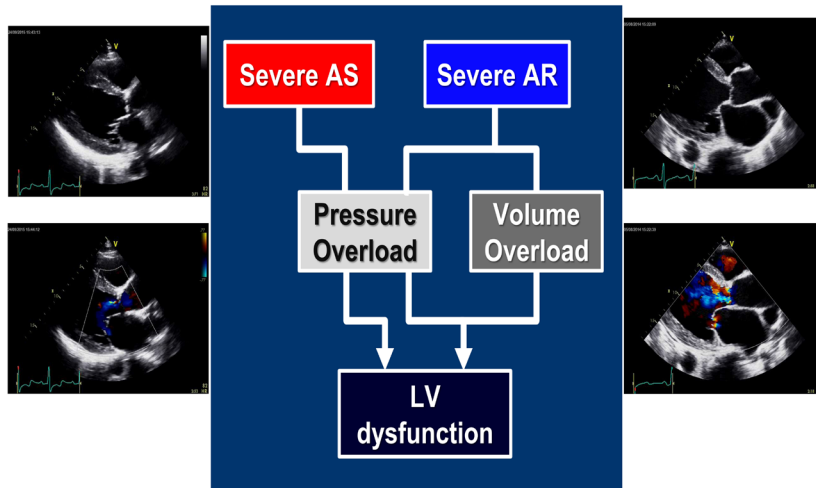 Severe AS
Severe AR
Pressure
Overload
Volume
Overload
LV
dysfunction
V
V
V
V